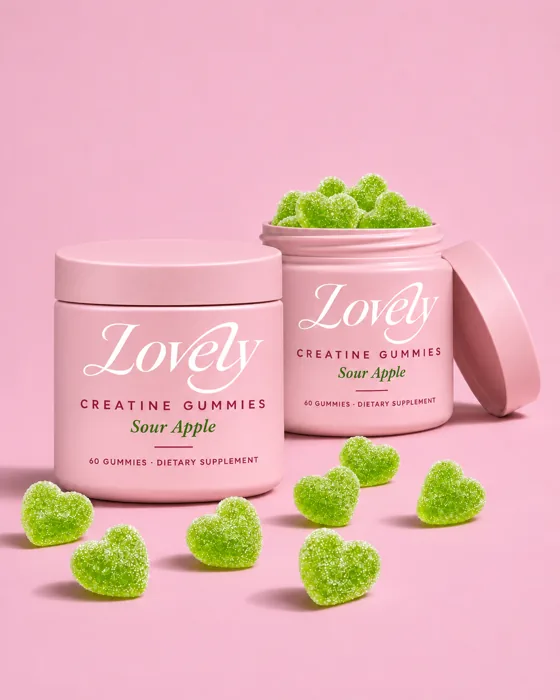 Lovely
CREATINE GUMMIES
Sour Apple
60 GUMMIES · DIETARY SUPPLEMENT
Lovely
CREATINE GUMMIES
Sour Apple
60 GUMMIES · DIETARY SUPPLEMENT